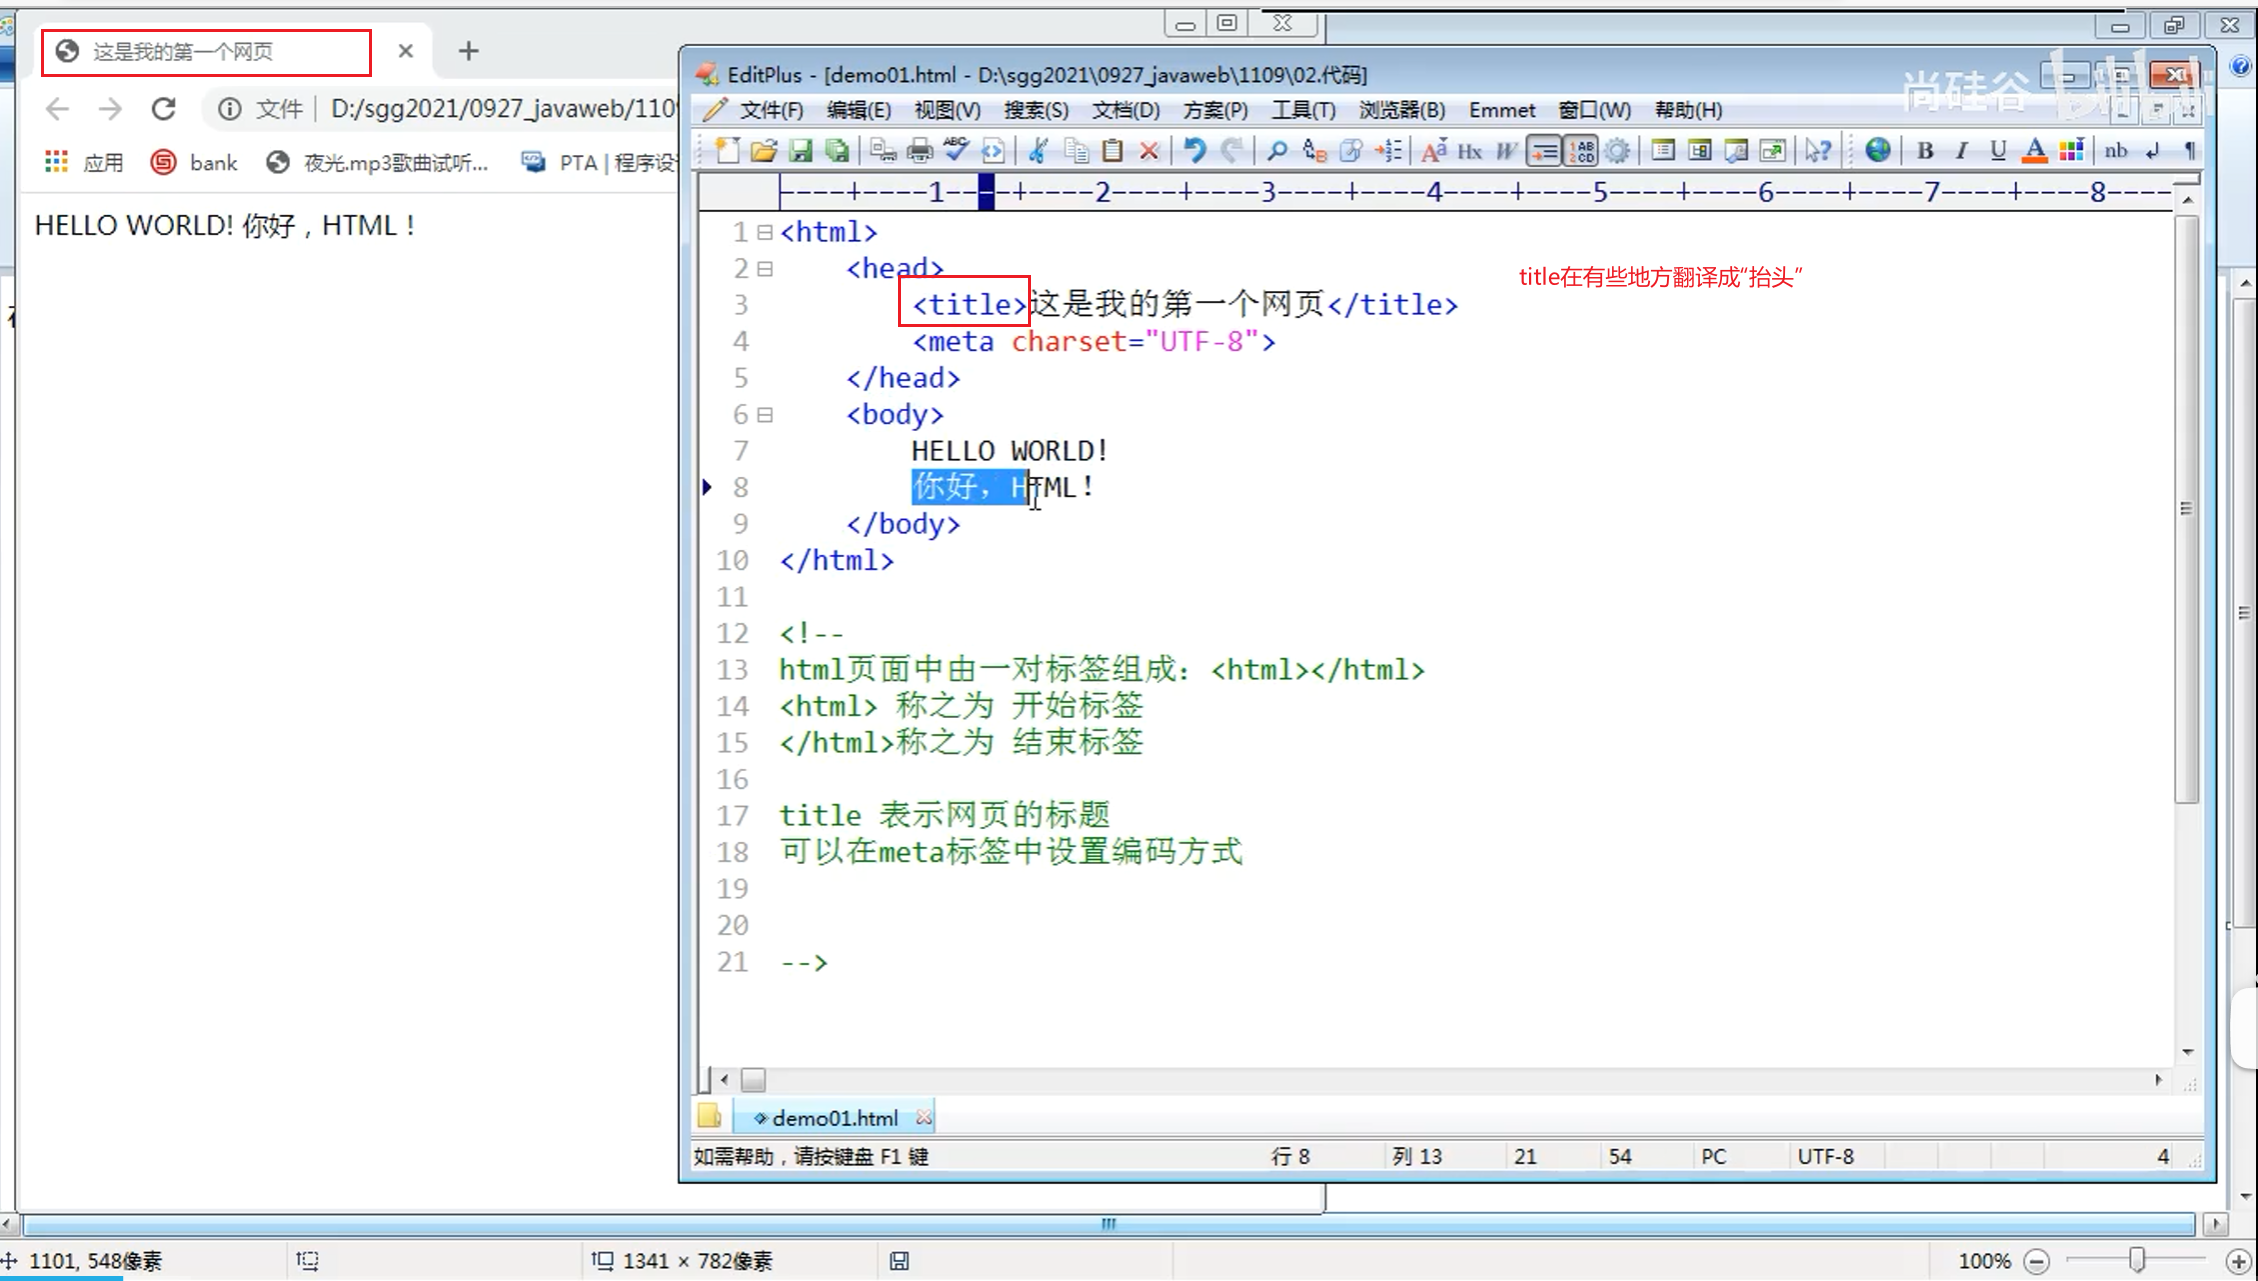 这是我的第一个网页
文件 D:/sgg2021/0927_javaweb/110
应用 bank 夜光.mp3歌曲试听... PTA | 程序设
HELLO WORLD! 你好，HTML！
EditPlus - [demo01.html - D:\sgg2021\0927_javaweb\1109\02.代码]
尚硅谷
文件(F) 编辑(E) 视图(V) 搜索(S) 文档(D) 方案(P) 工具(T) 浏览器(B) Emmet 窗口(W) 帮助(H)
----+----1----+----2----+----3----+----4----+----5----+----6----+----7----+----8----
1 <html>
2 <head>
title在有些地方翻译成“抬头”
3 <title>这是我的第一个网页</title>
4 <meta charset="UTF-8">
5 </head>
6 <body>
7 HELLO WORLD!
8 你好，HTML！
9 </body>
10 </html>
11
12 <!--
13 html页面中由一对标签组成：<html></html>
14 <html> 称之为 开始标签
15 </html>称之为 结束标签
16
17 title 表示网页的标题
18 可以在meta标签中设置编码方式
19
20
21 -->
demo01.html
如需帮助，请按键盘 F1 键 行 8 列 13 21 54 PC UTF-8 4
1101, 548像素 1341 × 782像素 100%